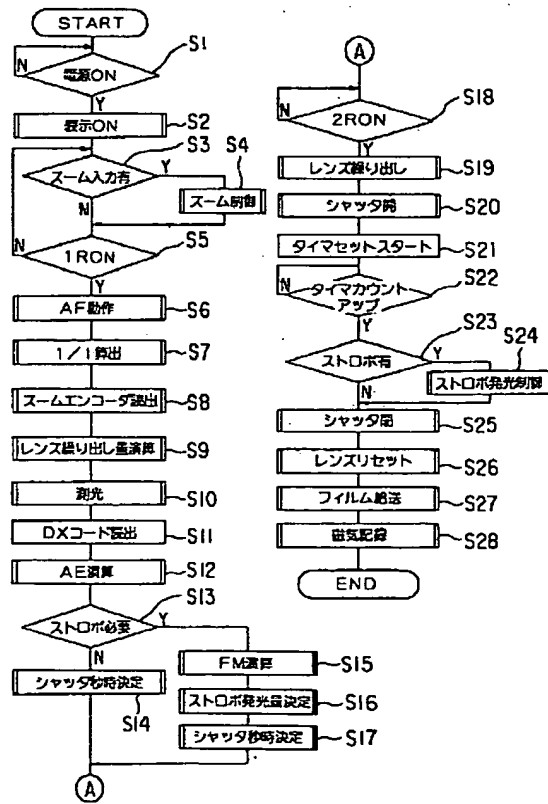 START
S1
N
電源ON
Y
表示ON
S2
S3
ズーム入力有
Y
S4
ズーム制御
N
S5
N
1RON
Y
AF動作
S6
1/l算出
S7
ズームエンコーダ読出
S8
レンズ繰り出し量演算
S9
測光
S10
DXコード読出
S11
AE演算
S12
S13
ストロボ必要
Y
N
シャッタ秒時決定
S14
FM演算
S15
ストロボ発光量決定
S16
シャッタ秒時決定
S17
A
A
S18
N
2RON
Y
レンズ繰り出し
S19
シャッタ開
S20
タイマセットスタート
S21
S22
N
タイマカウント
アップ
Y
S23
ストロボ有
Y
S24
ストロボ発光制御
N
シャッタ閉
S25
レンズリセット
S26
フィルム給送
S27
磁気記録
S28
END